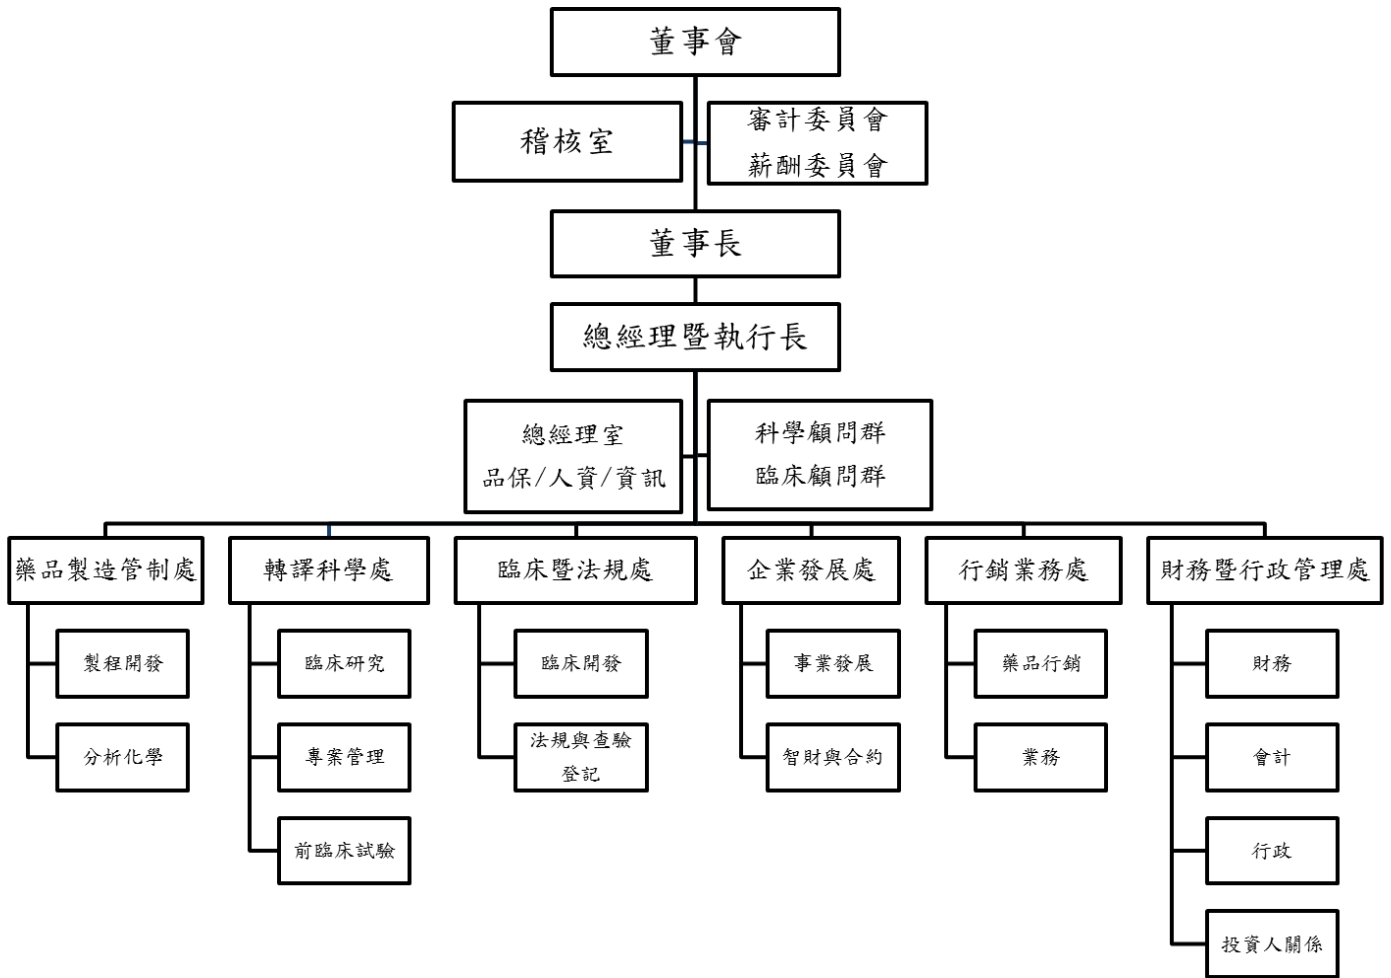 董事會
稽核室
審計委員會
薪酬委員會
董事長
總經理暨執行長
總經理室
品保/人資/資訊
科學顧問群
臨床顧問群
藥品製造管制處
轉譯科學處
臨床暨法規處
企業發展處
行銷業務處
財務暨行政管理處
製程開發
臨床研究
臨床開發
事業發展
藥品行銷
財務
分析化學
專案管理
法規與查驗
登記
智財與合約
業務
會計
前臨床試驗
行政
投資人關係